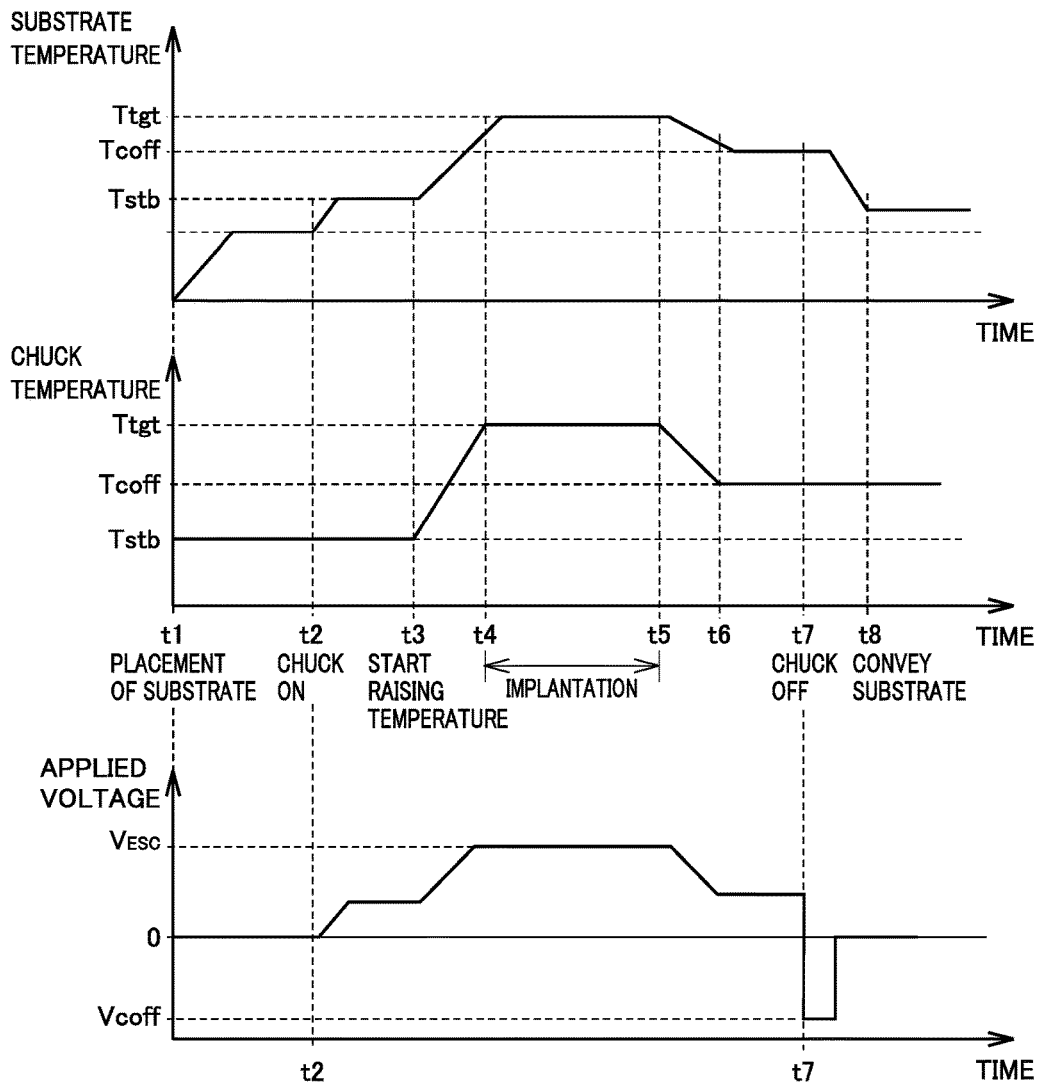 SUBSTRATE
TEMPERATURE
Ttgt
Tcoff
Tstb
TIME
CHUCK
TEMPERATURE
Ttgt
Tcoff
Tstb
t1 t2 t3 t4 t5 t6 t7 t8 TIME
PLACEMENT
OF SUBSTRATE
CHUCK
ON
START
RAISING
TEMPERATURE
IMPLANTATION
CHUCK
OFF
CONVEY
SUBSTRATE
APPLIED
VOLTAGE
VESC
0
Vcoff
t2 t7 TIME